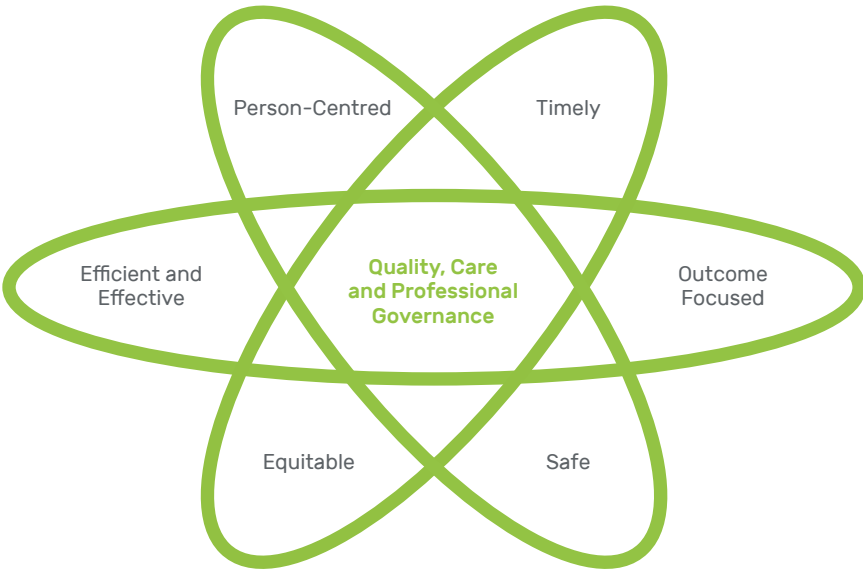 Person-Centred
Timely
Efficient and
Effective
Quality, Care
and Professional
Governance
Outcome
Focused
Equitable
Safe